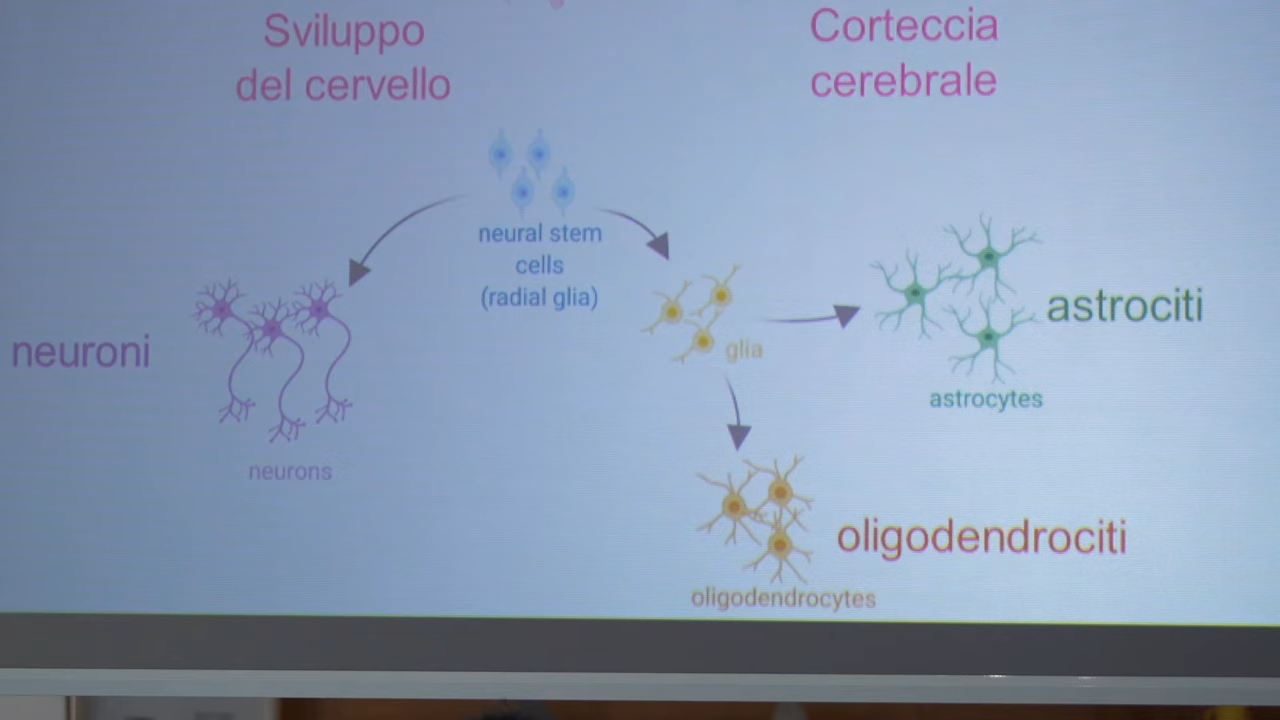 Sviluppo
del cervello
Corteccia
cerebrale
neural stem
cells
(radial glia)
neuroni
neurons
glia
astrociti
astrocytes
oligodendrociti
oligodendrocytes